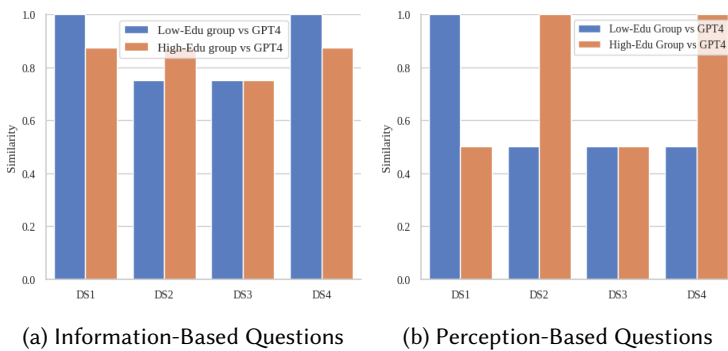 1.0
0.8
0.6
0.4
0.2
0.0
Similarity
Low-Edu group vs GPT4
High-Edu group vs GPT4
DS1 DS2 DS3 DS4
(a) Information-Based Questions
1.0
0.8
0.6
0.4
0.2
0.0
Similarity
Low-Edu Group vs GPT4
High-Edu Group vs GPT4
DS1 DS2 DS3 DS4
(b) Perception-Based Questions